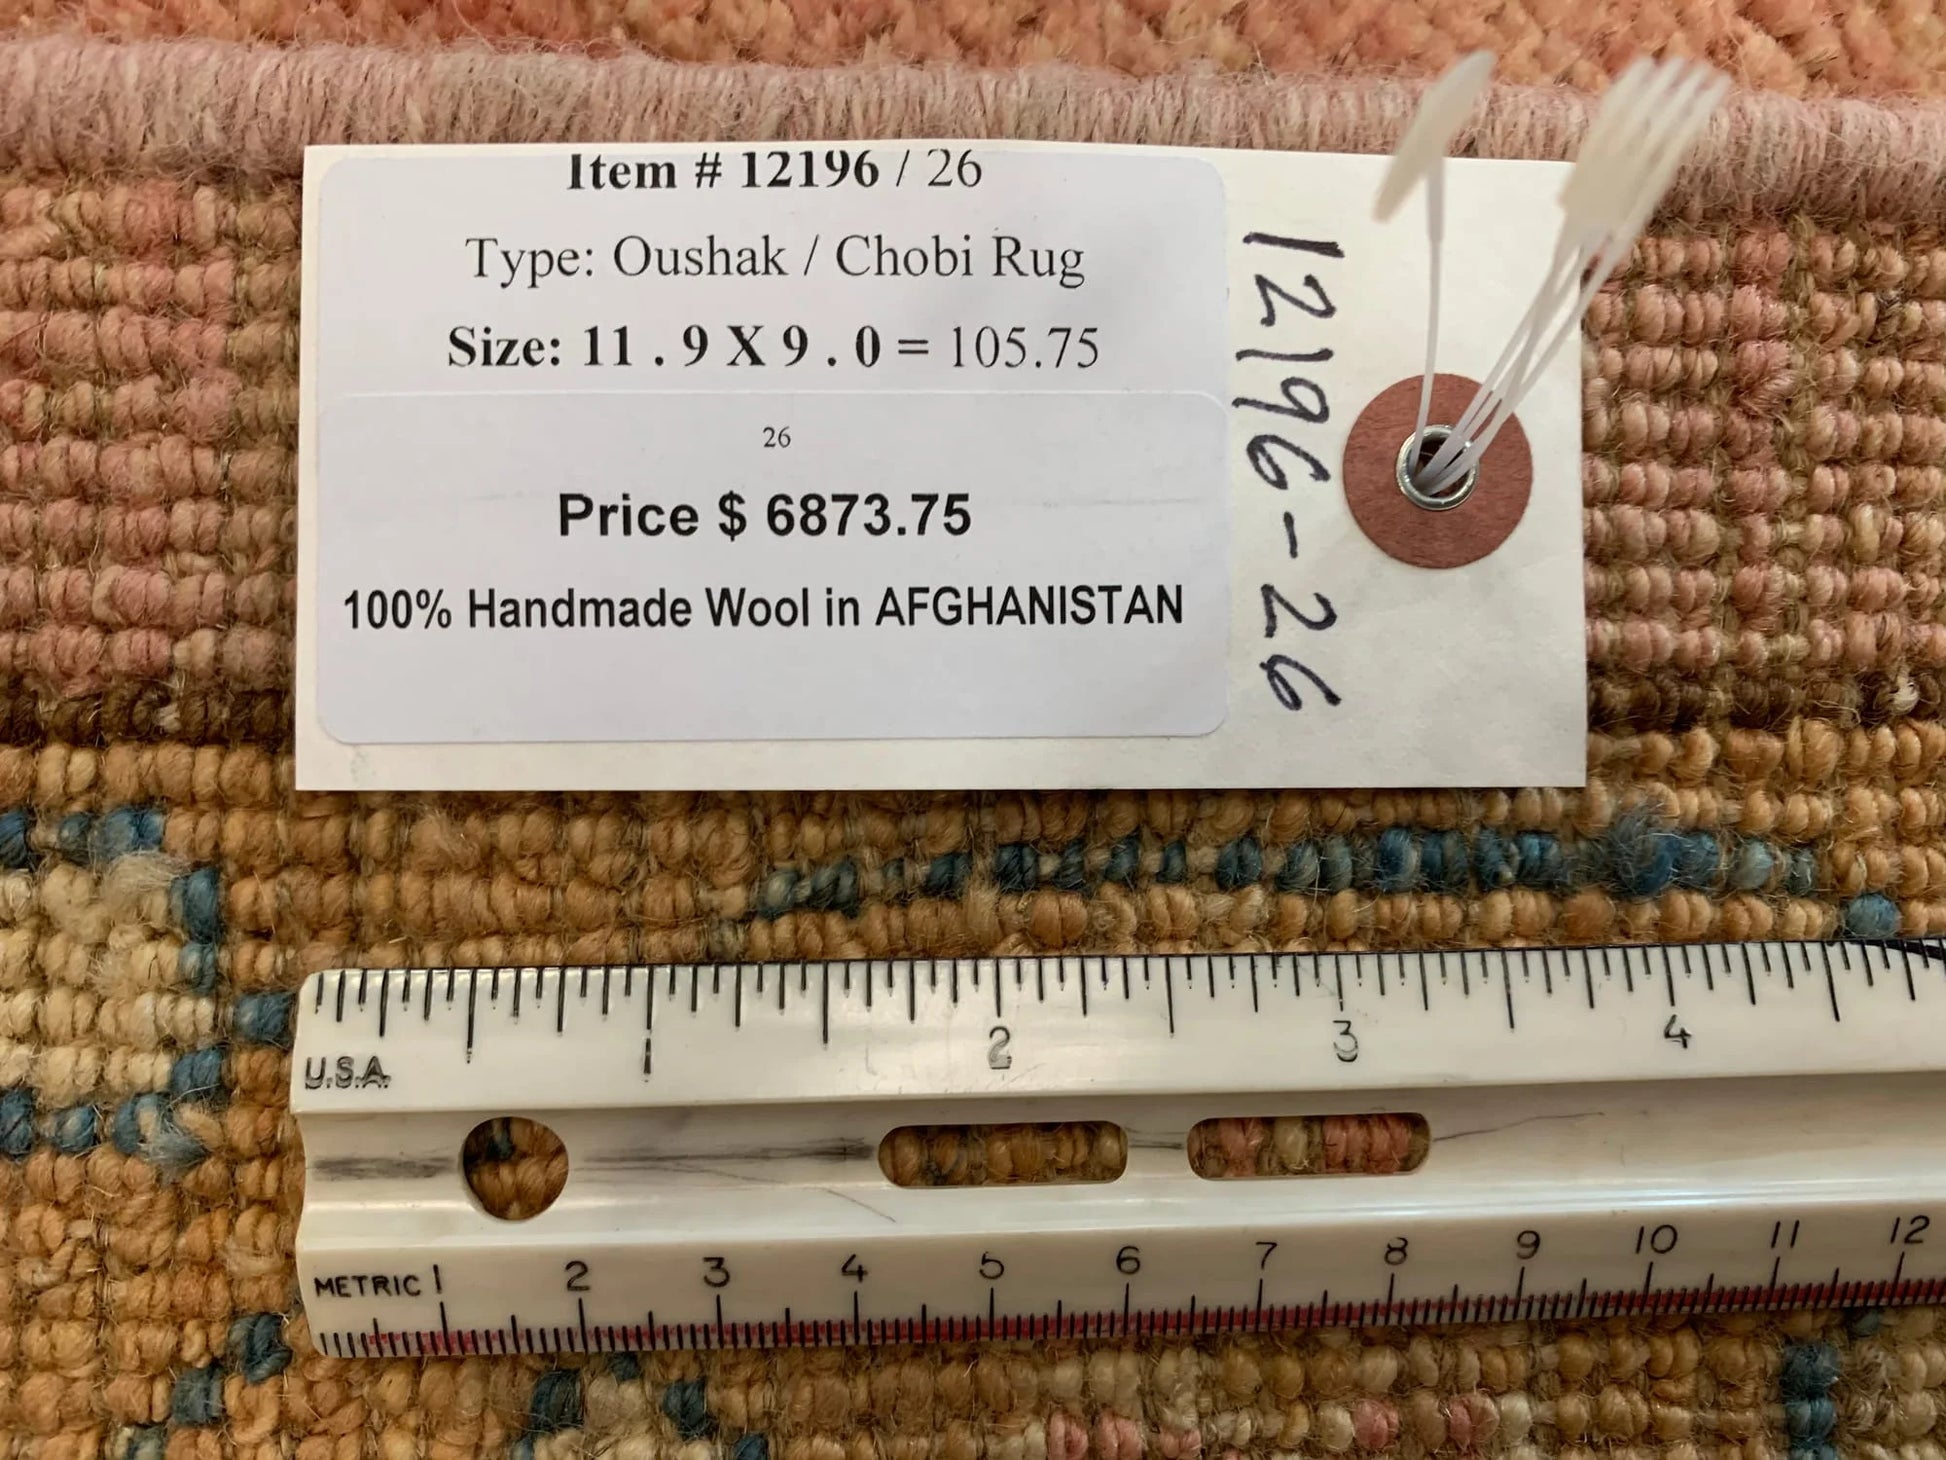 Item # 12196 / 26
Type: Oushak / Chobi Rug
Size: 11 . 9 X 9 . 0 = 105.75
26
Price $ 6873.75
100% Handmade Wool in AFGHANISTAN
12196-26
1 2 3 4
U.S.A.
METRIC 1 2 3 4 5 6 7 8 9 10 11 12